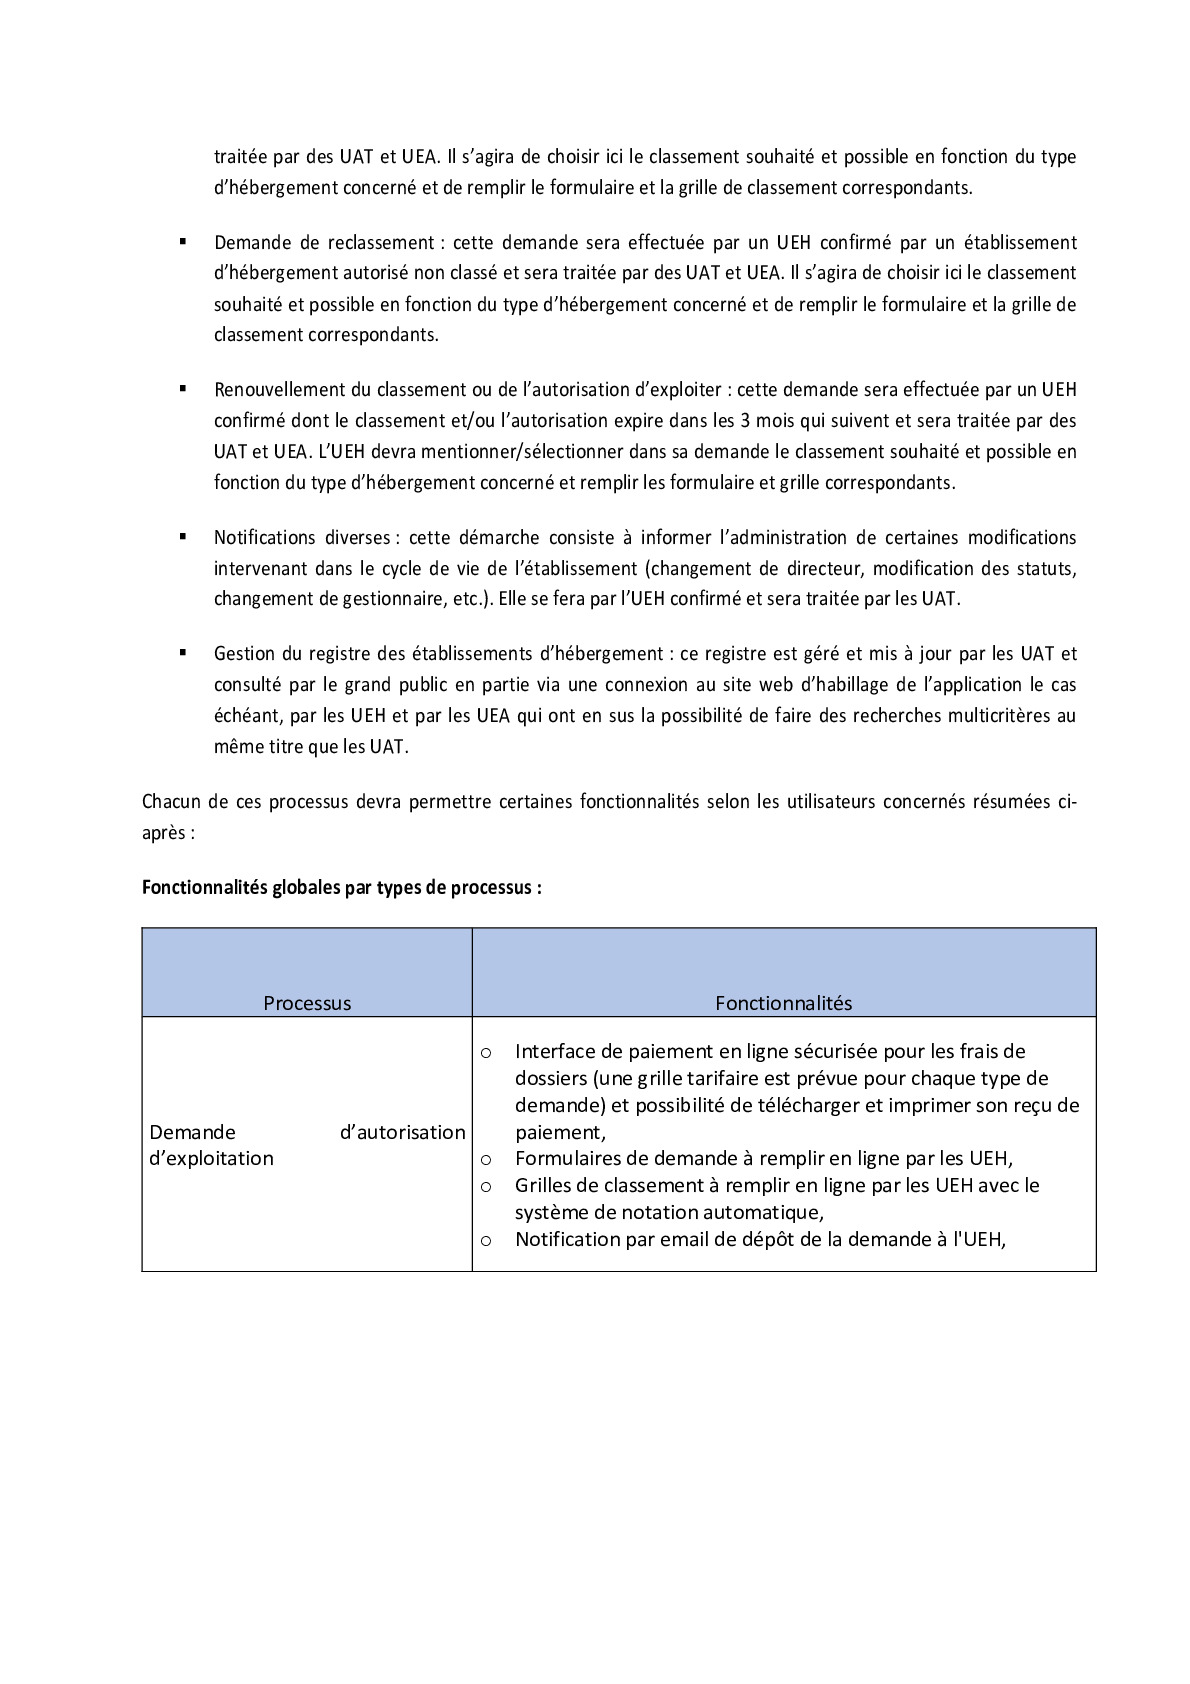 traitée par des UAT et UEA. Il s’agira de choisir ici le classement souhaité et possible en fonction du type
d’hébergement concerné et de remplir le formulaire et la grille de classement correspondants.
▪ Demande de reclassement : cette demande sera effectuée par un UEH confirmé par un établissement
d’hébergement autorisé non classé et sera traitée par des UAT et UEA. Il s’agira de choisir ici le classement
souhaité et possible en fonction du type d’hébergement concerné et de remplir le formulaire et la grille de
classement correspondants.
▪ Renouvellement du classement ou de l’autorisation d’exploiter : cette demande sera effectuée par un UEH
confirmé dont le classement et/ou l’autorisation expire dans les 3 mois qui suivent et sera traitée par des
UAT et UEA. L’UEH devra mentionner/sélectionner dans sa demande le classement souhaité et possible en
fonction du type d’hébergement concerné et remplir les formulaire et grille correspondants.
▪ Notifications diverses : cette démarche consiste à informer l’administration de certaines modifications
intervenant dans le cycle de vie de l’établissement (changement de directeur, modification des statuts,
changement de gestionnaire, etc.). Elle se fera par l’UEH confirmé et sera traitée par les UAT.
▪ Gestion du registre des établissements d’hébergement : ce registre est géré et mis à jour par les UAT et
consulté par le grand public en partie via une connexion au site web d’habillage de l’application le cas
échéant, par les UEH et par les UEA qui ont en sus la possibilité de faire des recherches multicritères au
même titre que les UAT.
Chacun de ces processus devra permettre certaines fonctionnalités selon les utilisateurs concernés résumées ci-
après :
Fonctionnalités globales par types de processus :
Processus
Fonctionnalités
Demande d’autorisation
d’exploitation
o Interface de paiement en ligne sécurisée pour les frais de
dossiers (une grille tarifaire est prévue pour chaque type de
demande) et possibilité de télécharger et imprimer son reçu de
paiement,
o Formulaires de demande à remplir en ligne par les UEH,
o Grilles de classement à remplir en ligne par les UEH avec le
système de notation automatique,
o Notification par email de dépôt de la demande à l'UEH,